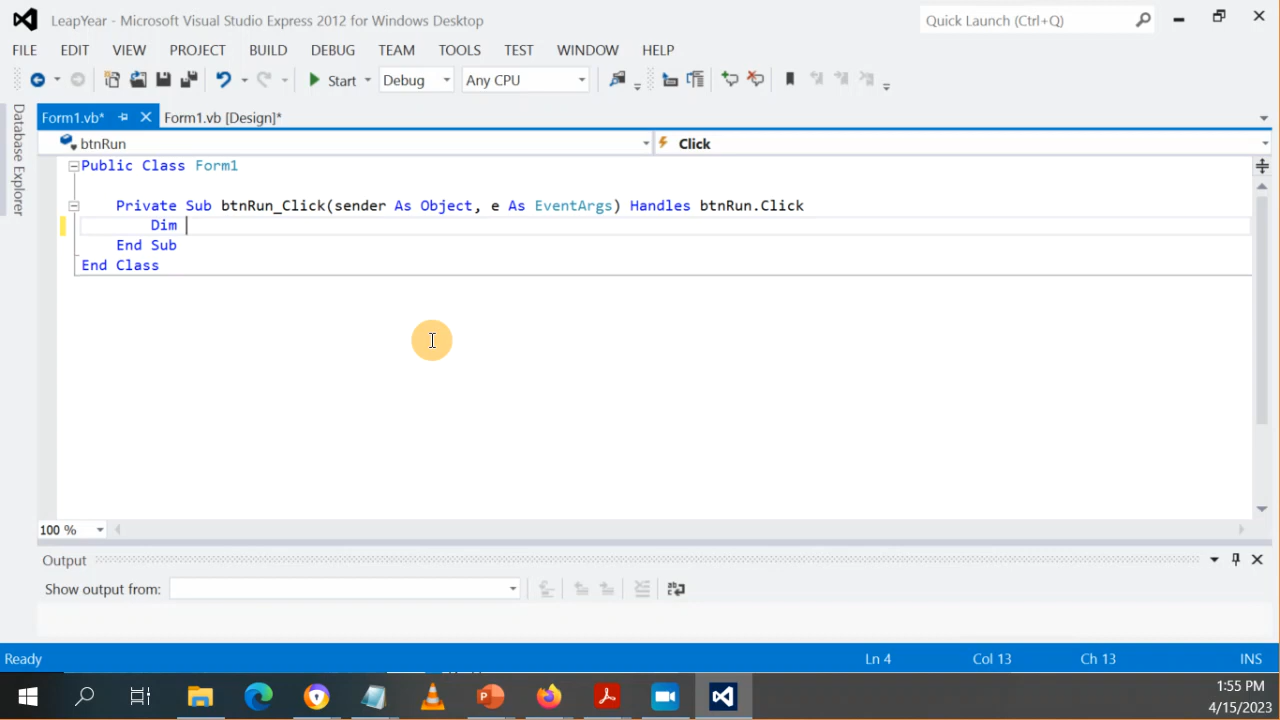 LeapYear - Microsoft Visual Studio Express 2012 for Windows Desktop
Quick Launch (Ctrl+Q)
FILE EDIT VIEW PROJECT BUILD DEBUG TEAM TOOLS TEST WINDOW HELP
Start Debug Any CPU
Database Explorer
Form1.vb* Form1.vb [Design]*
btnRun Click
Public Class Form1
Private Sub btnRun_Click(sender As Object, e As EventArgs) Handles btnRun.Click
Dim
End Sub
End Class
100 %
Output
Show output from:
Ready Ln 4 Col 13 Ch 13 INS
1:55 PM
4/15/2023